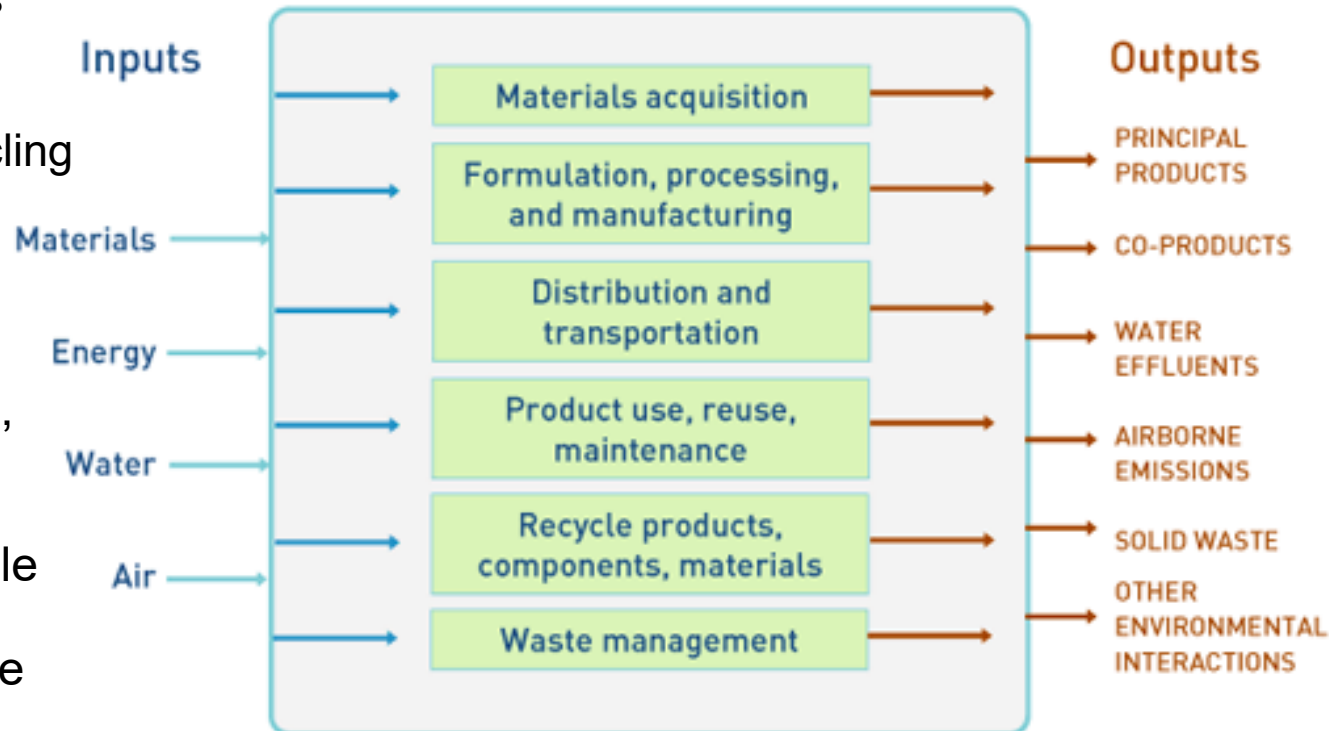 Inputs
cling
Materials
Energy
,
Water
le
Air
e
Materials acquisition
Formulation, processing,
and manufacturing
Distribution and
transportation
Product use, reuse,
maintenance
Recycle products,
components, materials
Waste management
Outputs
PRINCIPAL
PRODUCTS
CO-PRODUCTS
WATER
EFFLUENTS
AIRBORNE
EMISSIONS
SOLID WASTE
OTHER
ENVIRONMENTAL
INTERACTIONS